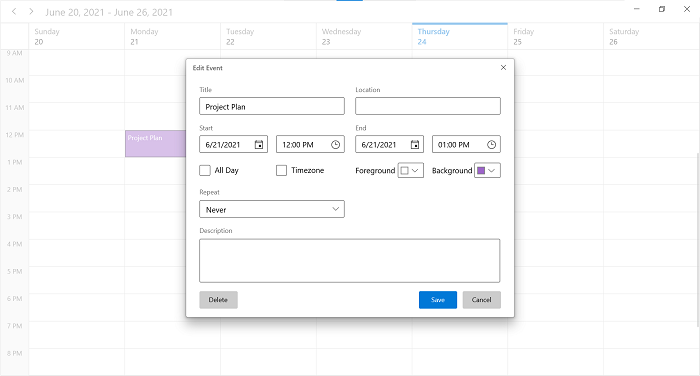 June 20, 2021 - June 26, 2021
Sunday Monday Tuesday Wednesday Thursday Friday Saturday
20 21 22 23 24 25 26
9 AM
10 AM
11 AM
12 PM
1 PM
2 PM
3 PM
4 PM
5 PM
6 PM
7 PM
8 PM
Project Plan
Edit Event
Title Location
Project Plan
Start End
6/21/2021 12:00 PM 6/21/2021 01:00 PM
All Day Timezone Foreground Background
Repeat
Never
Description
Delete Save Cancel